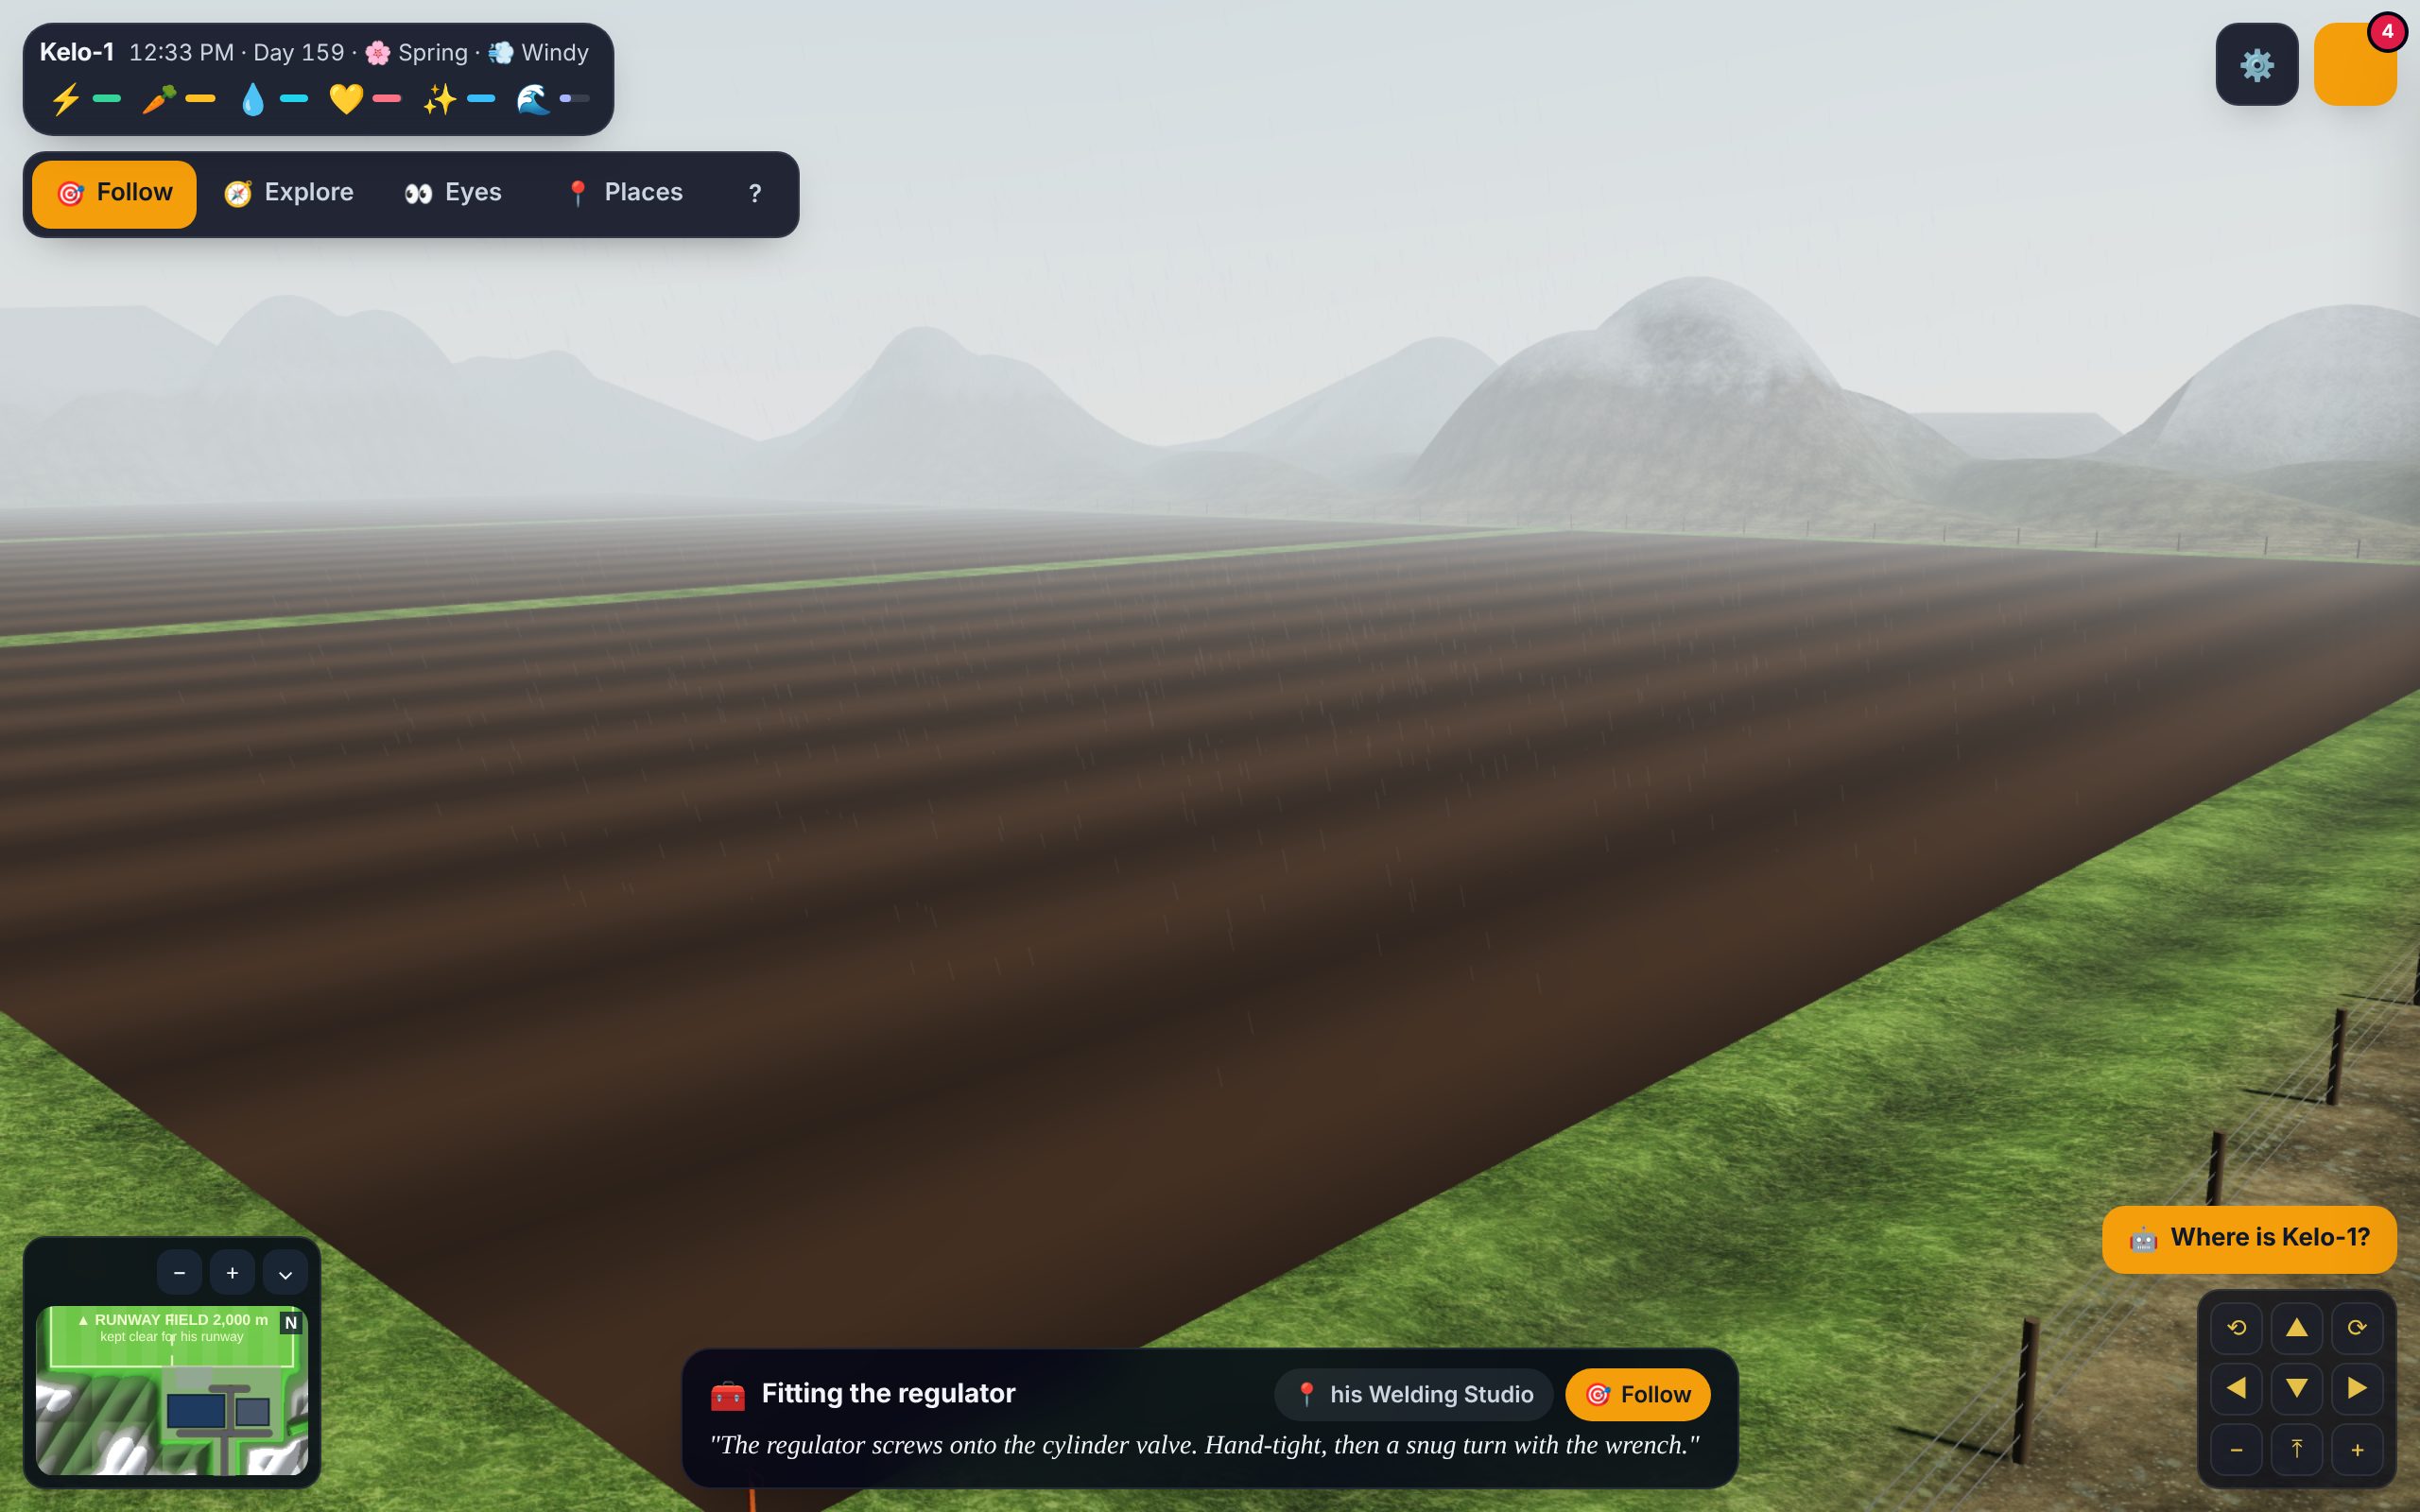 Kelo-1 12:33 PM · Day 159 · 🌸 Spring · 💨 Windy
4
Follow
Explore
Eyes
Places
?
Where is Kelo-1?
− +
▲ RUNWAY FIELD 2,000 m
N
kept clear for his runway
Fitting the regulator
his Welding Studio
Follow
"The regulator screws onto the cylinder valve. Hand-tight, then a snug turn with the wrench."
− +